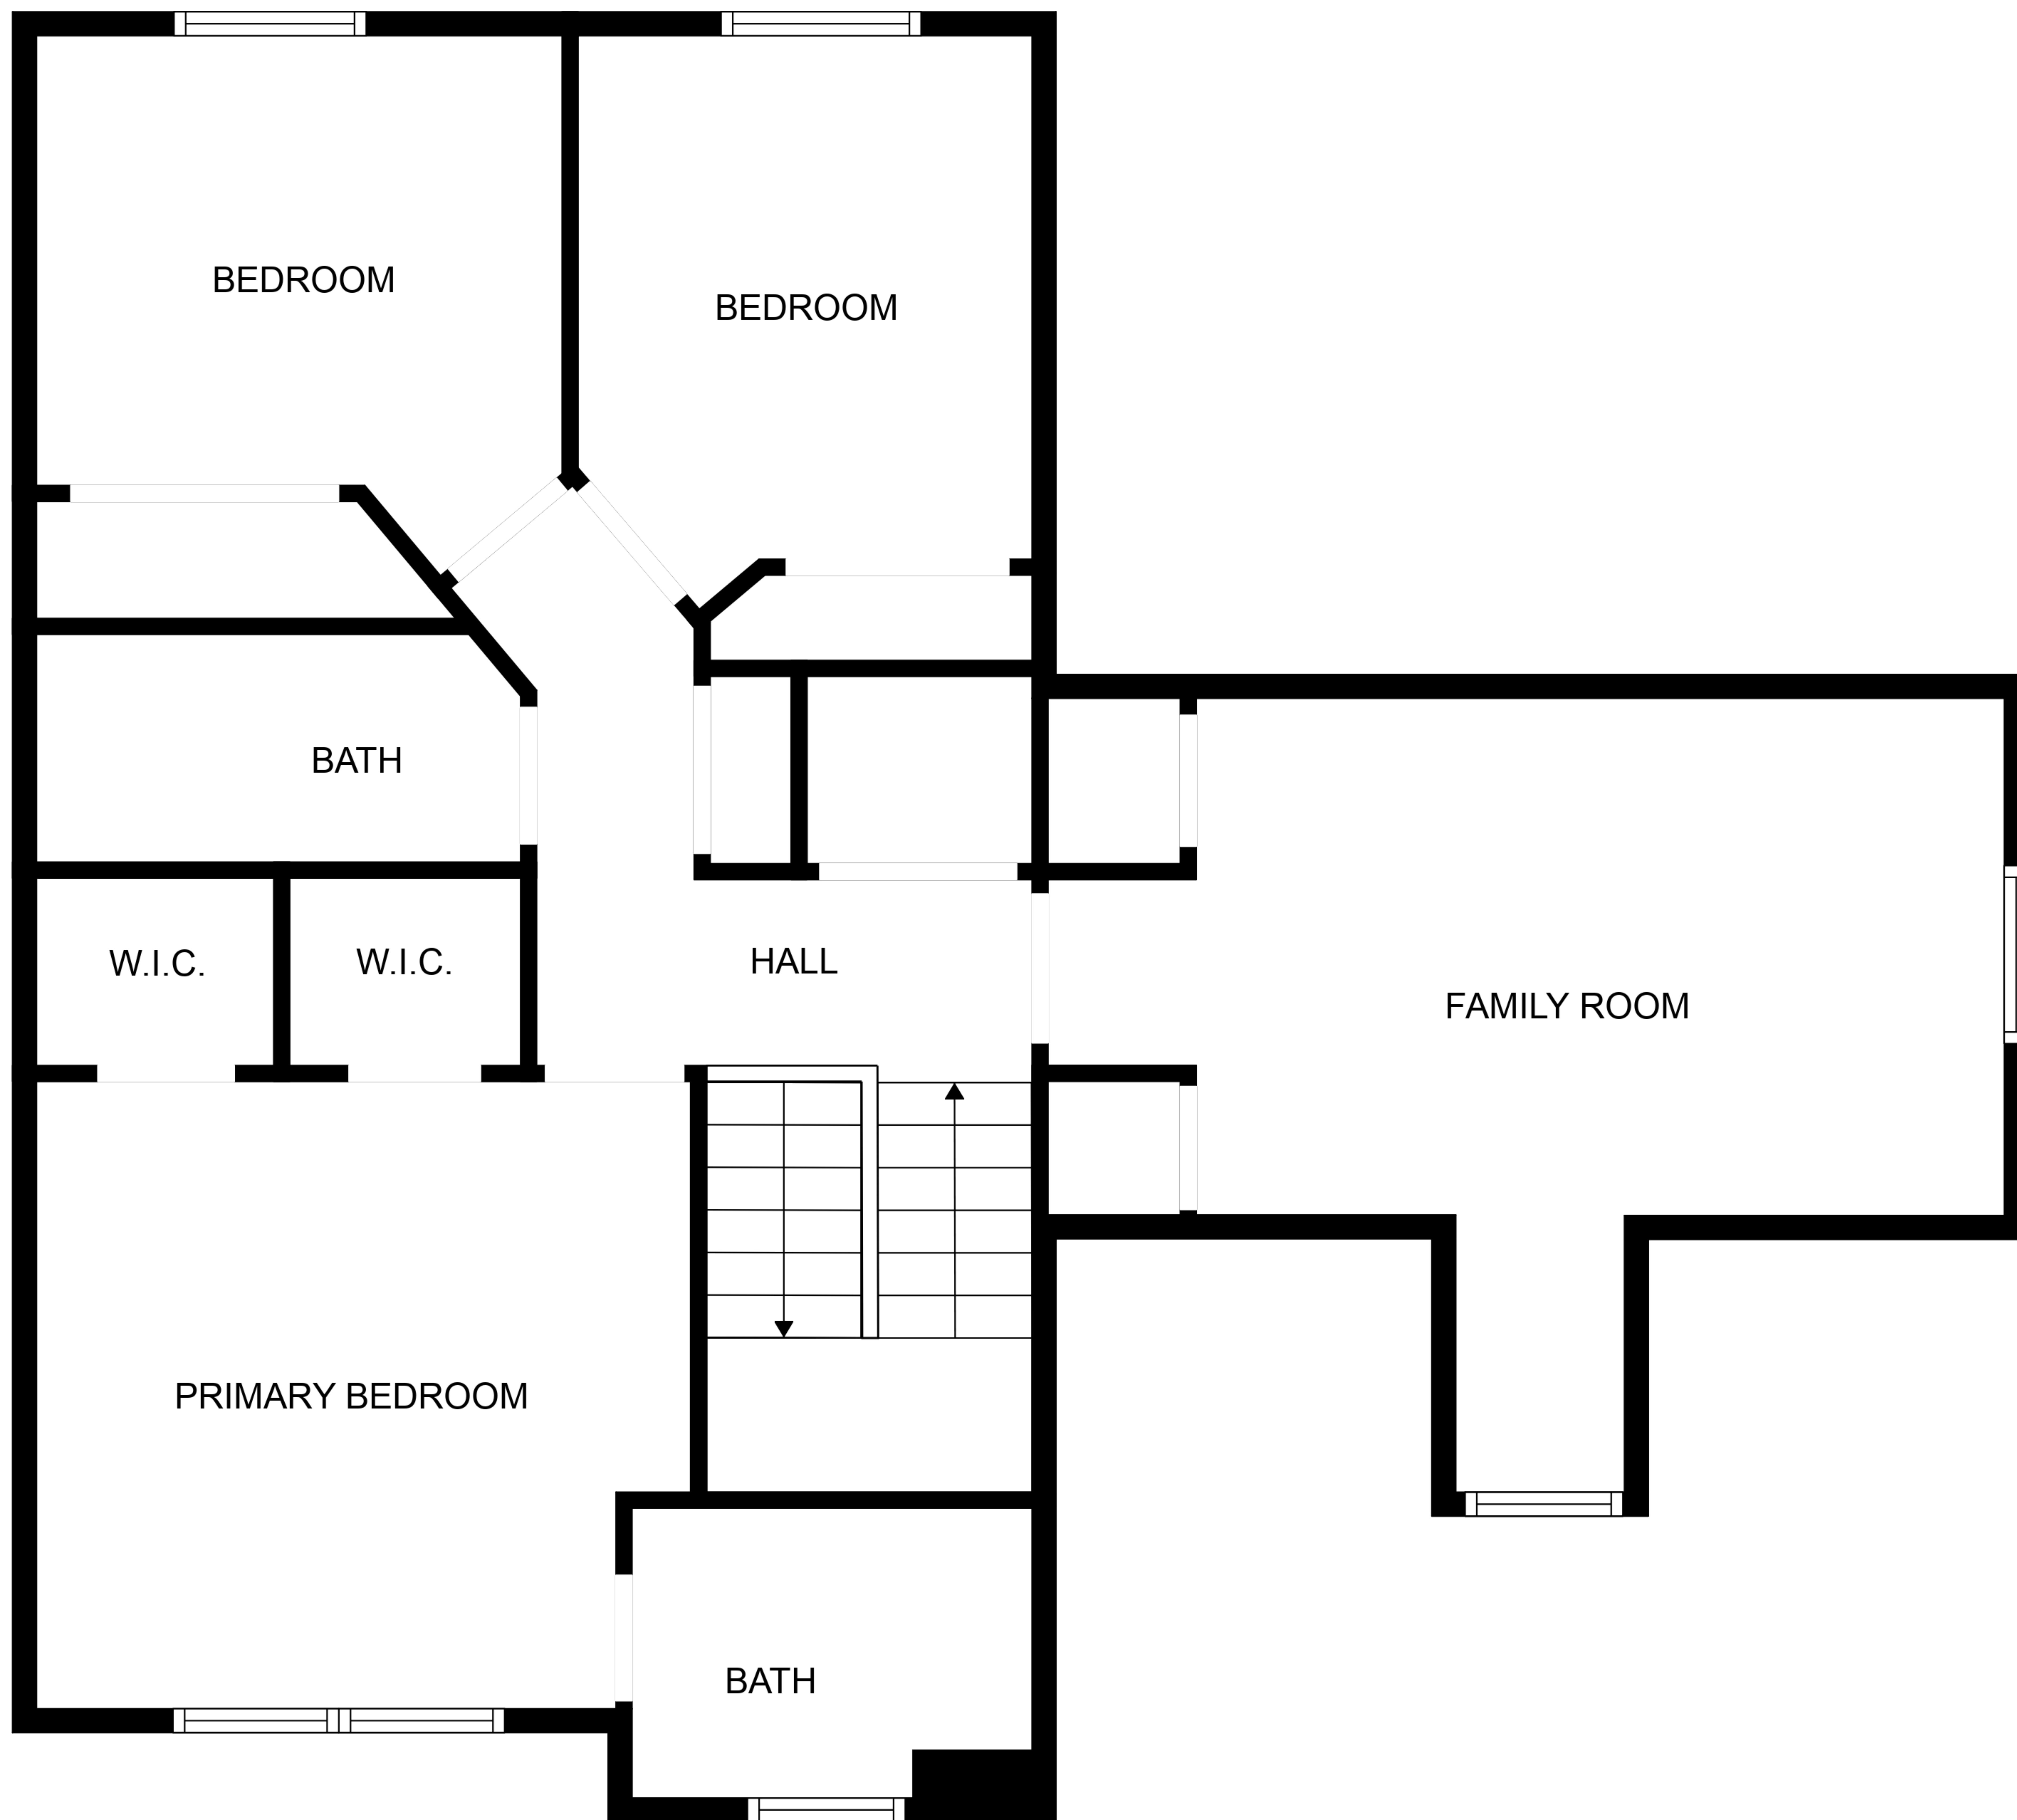 BEDROOM
BEDROOM
BATH
W.I.C.
W.I.C.
HALL
FAMILY ROOM
PRIMARY BEDROOM
BATH